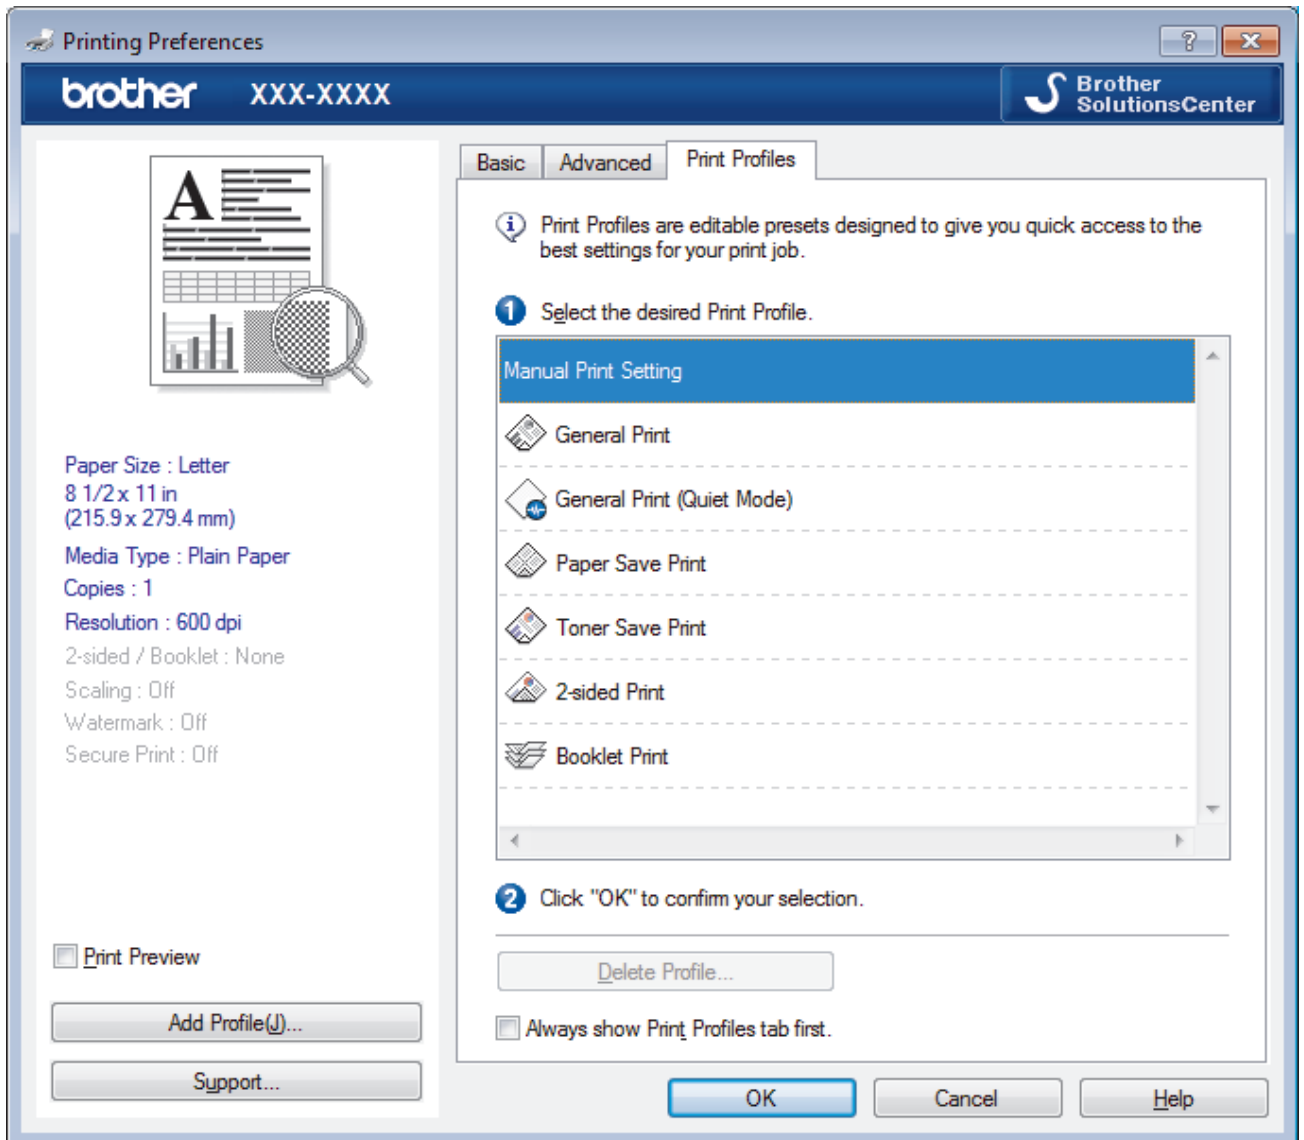 Printing Preferences
brother XXX-XXXX
Brother
SolutionsCenter
A
Paper Size : Letter
8 1/2 x 11 in
(215.9 x 279.4 mm)
Media Type : Plain Paper
Copies : 1
Resolution : 600 dpi
2-sided / Booklet : None
Scaling : Off
Watermark : Off
Secure Print : Off
Print Preview
Add Profile(J)...
Support...
Basic Advanced Print Profiles
Print Profiles are editable presets designed to give you quick access to the
best settings for your print job.
1 Select the desired Print Profile.
Manual Print Setting
General Print
General Print (Quiet Mode)
Paper Save Print
Toner Save Print
2-sided Print
Booklet Print
2 Click "OK" to confirm your selection.
Delete Profile...
Always show Print Profiles tab first.
OK Cancel Help